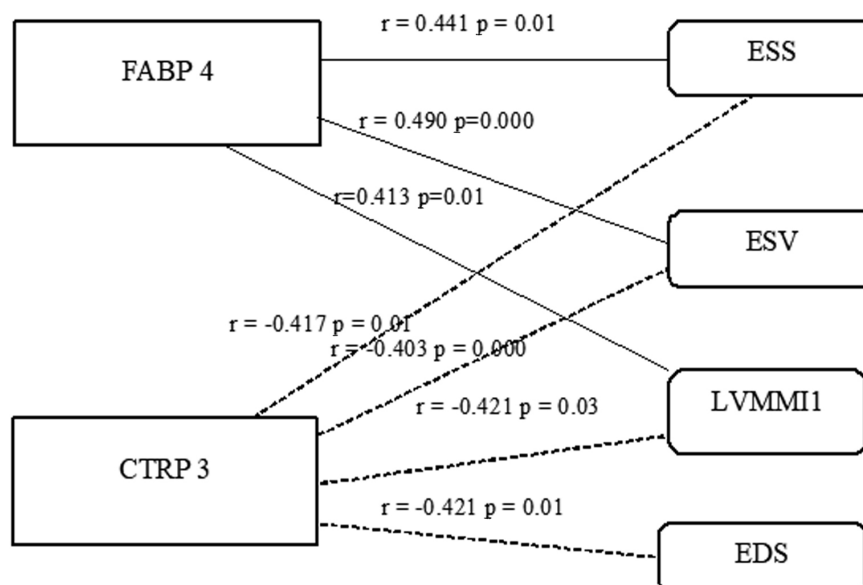 r = 0.441 p = 0.01
ESS
FABP 4
r = 0.490 p=0.000
r=0.413 p=0.01
ESV
r = -0.417 p = 0.01
r = -0.403 p = 0.000
LVMMI1
r = -0.421 p = 0.03
CTRP 3
r = -0.421 p = 0.01
EDS